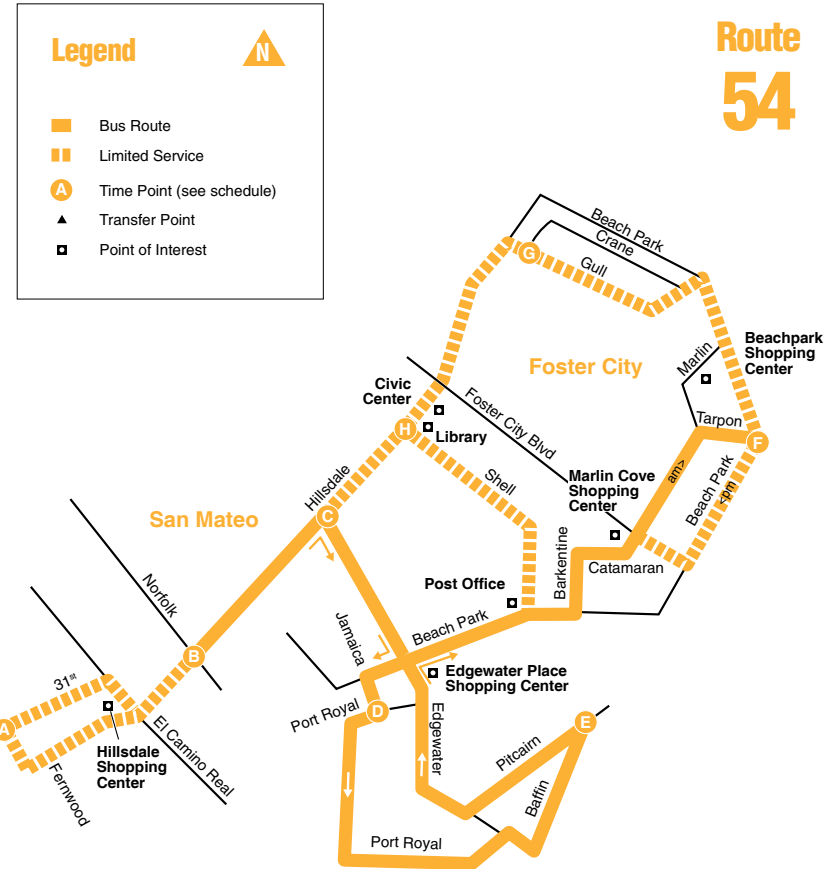 Legend
N
Route
54
Bus Route
Limited Service
A
Time Point (see schedule)
Transfer Point
Point of Interest
Beach Park
Crane
G
Gull
Foster City
Marlin
Beachpark
Shopping
Center
Civic
Center
Library
H
Foster City Blvd
Tarpon
F
am>
Beach Park
<pm
Hillsdale
Shell
Marlin Cove
Shopping
Center
San Mateo
C
Barkentine
Catamaran
Norfolk
Post Office
Jamaica
Beach Park
B
31st
Edgewater Place
Shopping Center
A
Port Royal
D
Edgewater
E
Pitcairn
El Camino Real
Hillsdale
Shopping
Center
Fernwood
Baffin
Port Royal